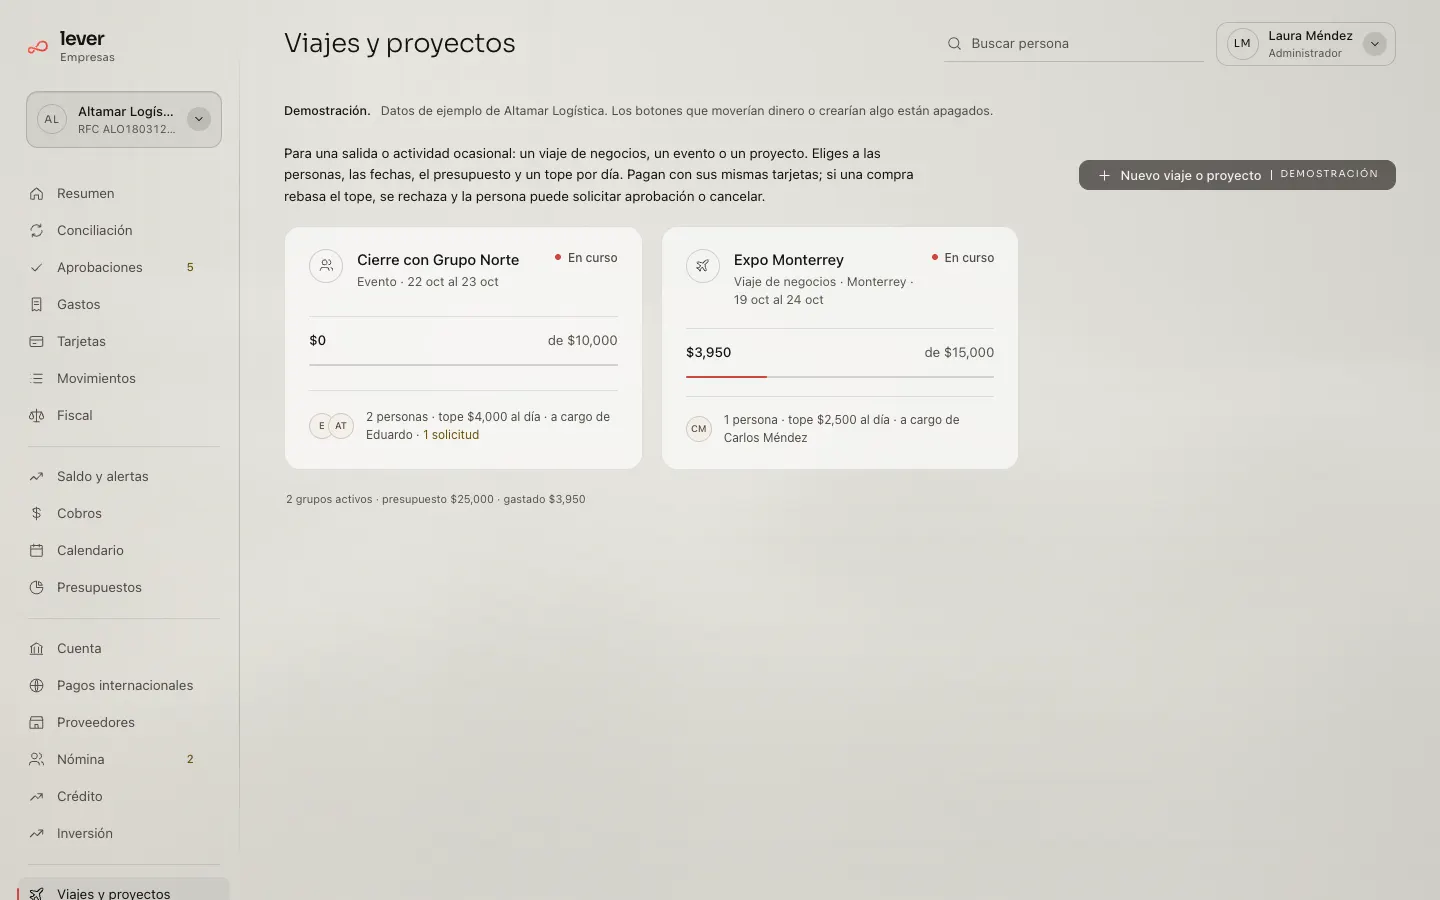 lever
Empresas
AL
Altamar Logís...
RFC ALO180312...
Resumen
Conciliación
Aprobaciones 5
Gastos
Tarjetas
Movimientos
Fiscal
Saldo y alertas
Cobros
Calendario
Presupuestos
Cuenta
Pagos internacionales
Proveedores
Nómina 2
Crédito
Inversión
Viajes y proyectos
Viajes y proyectos
Buscar persona
LM
Laura Méndez
Administrador
Demostración. Datos de ejemplo de Altamar Logística. Los botones que moverían dinero o crearían algo están apagados.
Para una salida o actividad ocasional: un viaje de negocios, un evento o un proyecto. Eliges a las
personas, las fechas, el presupuesto y un tope por día. Pagan con sus mismas tarjetas; si una compra
rebasa el tope, se rechaza y la persona puede solicitar aprobación o cancelar.
Nuevo viaje o proyecto | DEMOSTRACIÓN
Cierre con Grupo Norte
En curso
Evento · 22 oct al 23 oct
$0
de $10,000
E AT
2 personas · tope $4,000 al día · a cargo de
Eduardo · 1 solicitud
Expo Monterrey
En curso
Viaje de negocios · Monterrey ·
19 oct al 24 oct
$3,950
de $15,000
CM
1 persona · tope $2,500 al día · a cargo de
Carlos Méndez
2 grupos activos · presupuesto $25,000 · gastado $3,950